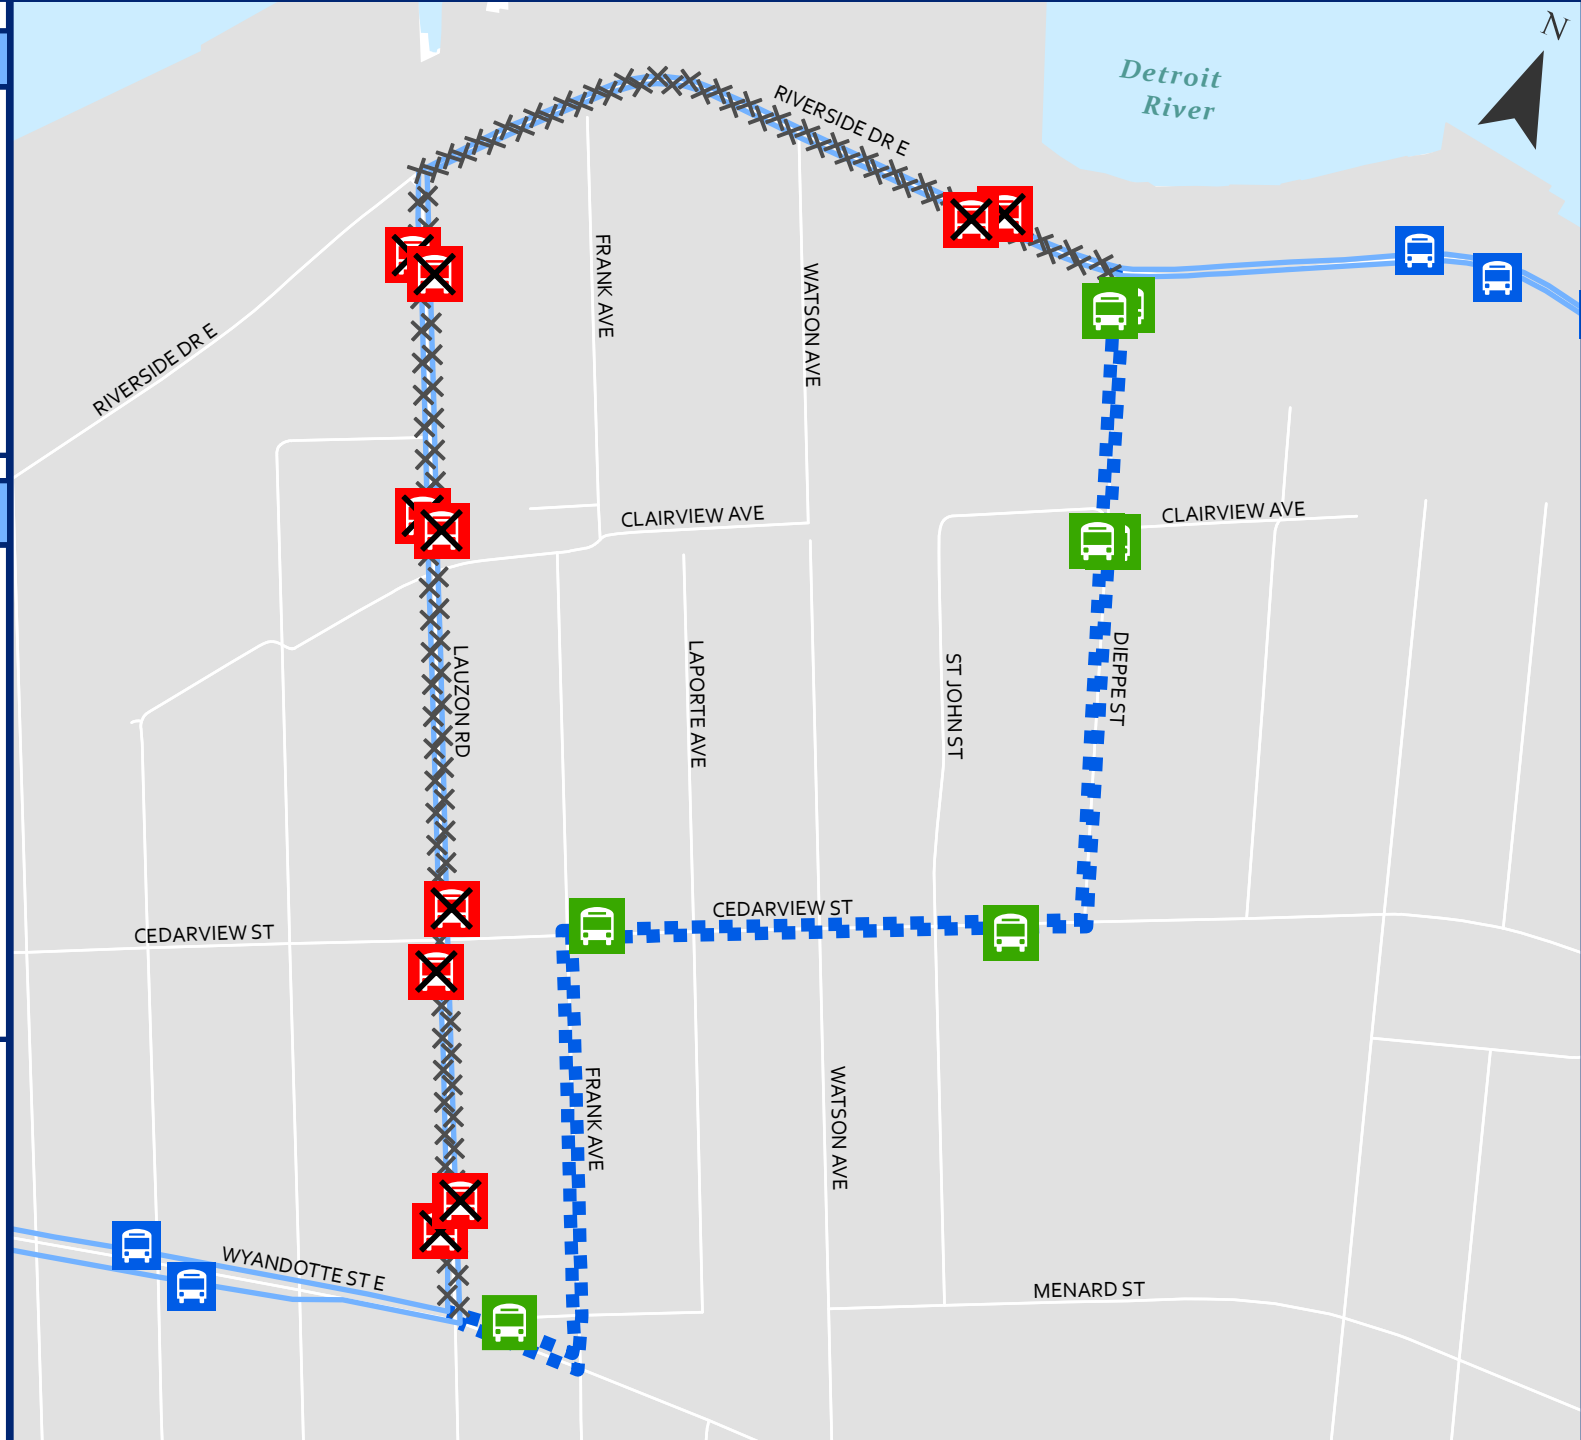 N
Detroit
River
RIVERSIDE DR E
FRANK AVE
WATSON AVE
RIVERSIDE DR E
CLAIRVIEW AVE
CLAIRVIEW AVE
LAUZON RD
LAPORTE AVE
ST JOHN ST
DIEPPE ST
CEDARVIEW ST
CEDARVIEW ST
FRANK AVE
WATSON AVE
WYANDOTTE ST E
MENARD ST